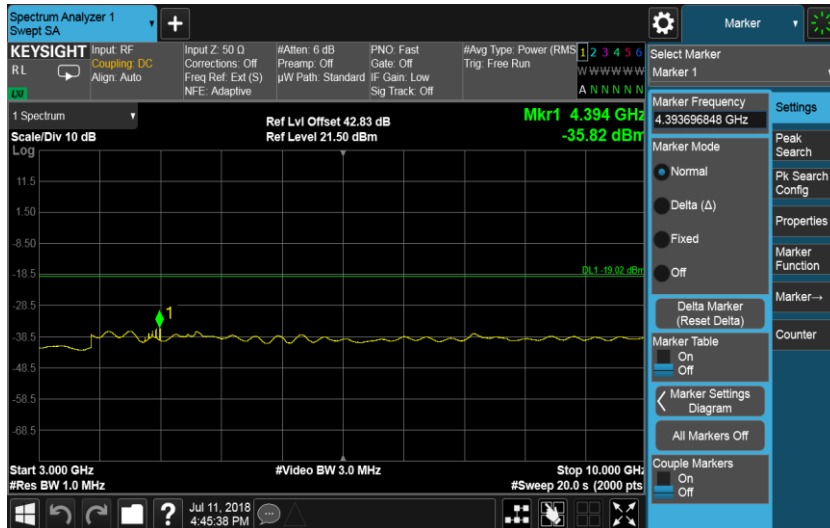 Spectrum Analyzer 1
Swept SA
+
Marker
KEYSIGHT
RL
LXI
Input: RF
Coupling: DC
Align: Auto
Input Z: 50 Ω
Corrections: Off
Freq Ref: Ext (S)
NFE: Adaptive
#Atten: 6 dB
Preamp: Off
µW Path: Standard
PNO: Fast
Gate: Off
IF Gain: Low
Sig Track: Off
#Avg Type: Power (RMS
Trig: Free Run
1 2 3 4 5 6
W W W W W W
A N N N N N
Select Marker
Marker 1
1 Spectrum
Scale/Div 10 dB
Log
Ref Lvl Offset 42.83 dB
Ref Level 21.50 dBm
Mkr1 4.394 GHz
-35.82 dBm
11.5
1.50
-8.50
-18.5
-28.5
-38.5
-48.5
-58.5
-68.5
DL1 -19.02 dBm
1
Start 3.000 GHz
#Res BW 1.0 MHz
#Video BW 3.0 MHz
Stop 10.000 GHz
#Sweep 20.0 s (2000 pts
Marker Frequency
4.393696848 GHz
Marker Mode
Normal
Delta (Δ)
Fixed
Off
Delta Marker
(Reset Delta)
Marker Table
On
Off
Marker Settings
Diagram
All Markers Off
Couple Markers
On
Off
Settings
Peak
Search
Pk Search
Config
Properties
Marker
Function
Marker→
Counter
?
Jul 11, 2018
4:45:38 PM